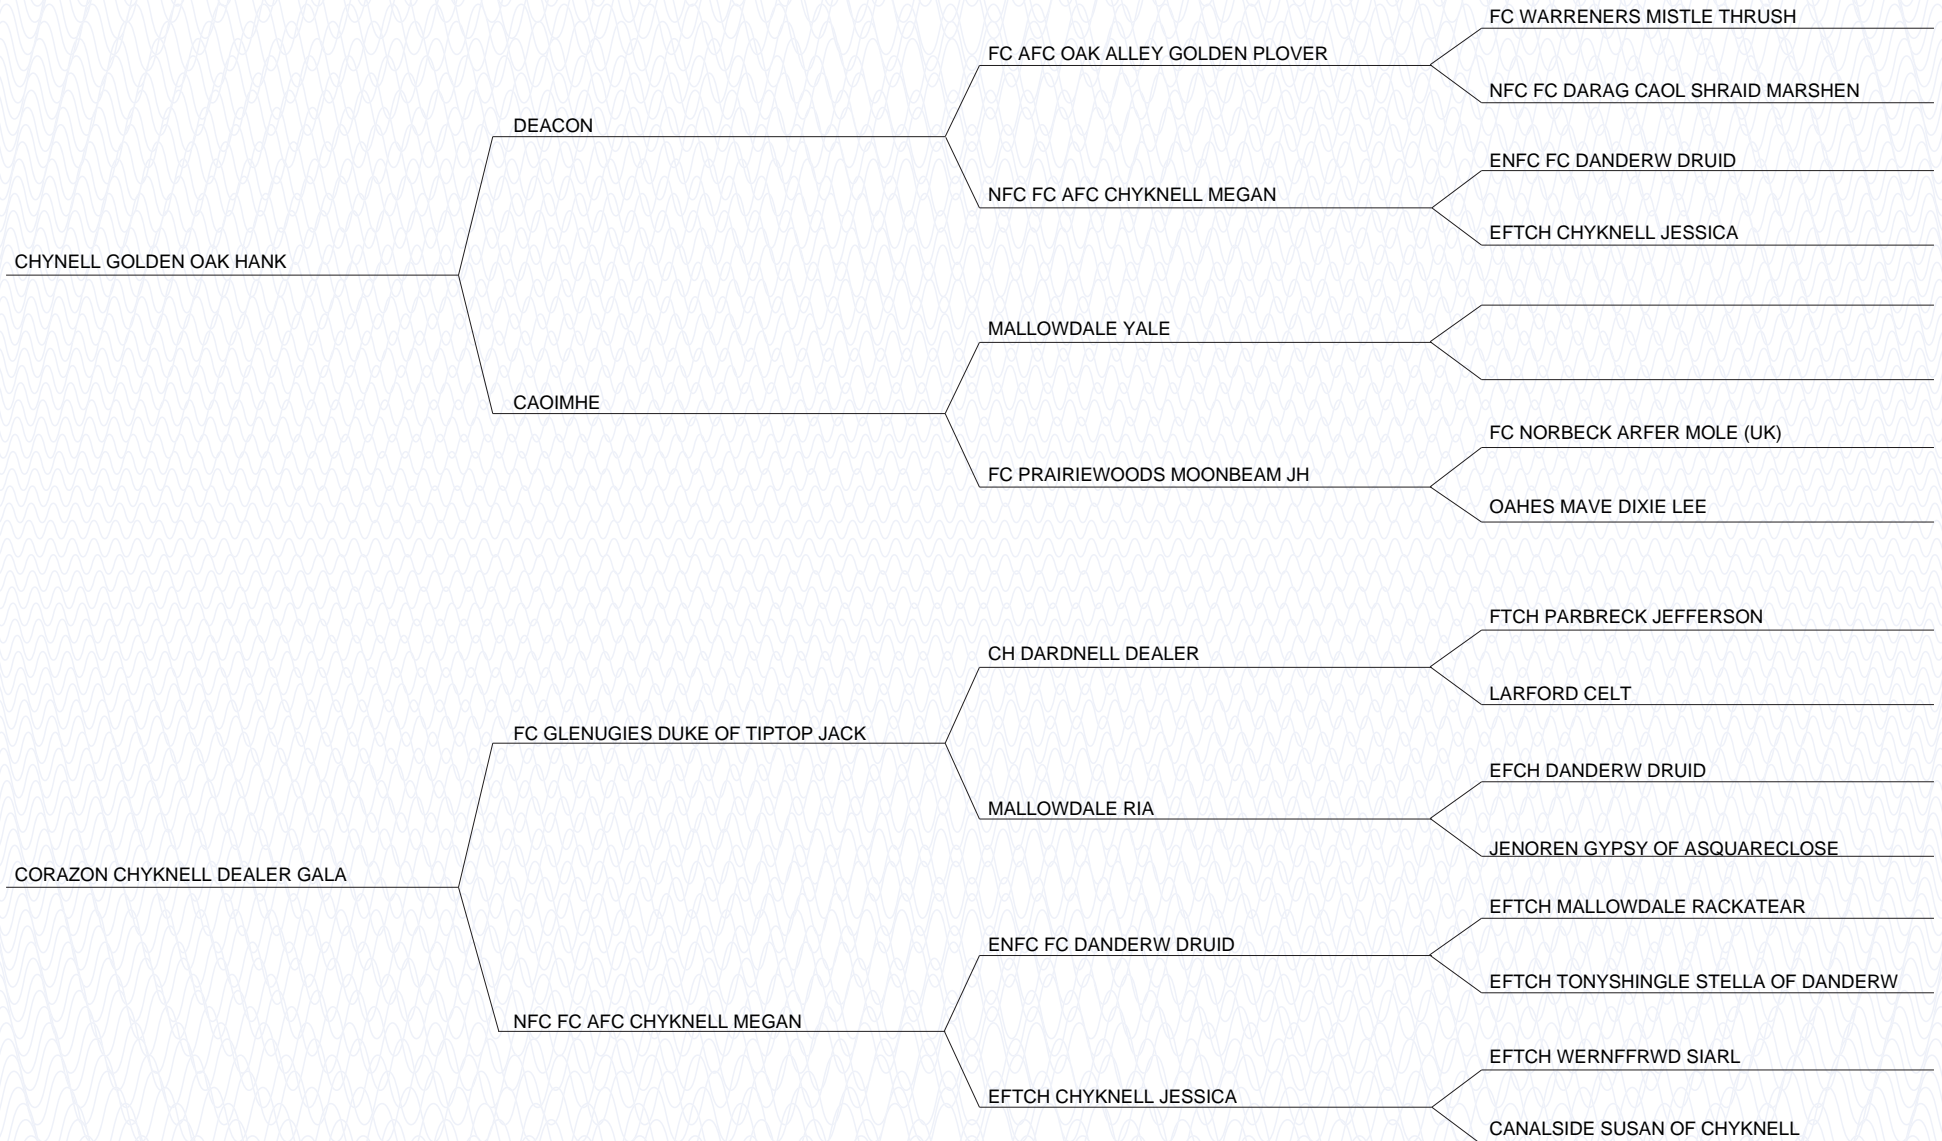 FC WARRENERS MISTLE THRUSH
FC AFC OAK ALLEY GOLDEN PLOVER
NFC FC DARAG CAOL SHRAID MARSHEN
DEACON
ENFC FC DANDERW DRUID
NFC FC AFC CHYKNELL MEGAN
EFTCH CHYKNELL JESSICA
CHYNELL GOLDEN OAK HANK
MALLOWDALE YALE
CAOIMHE
FC NORBECK ARFER MOLE (UK)
FC PRAIRIEWOODS MOONBEAM JH
OAHES MAVE DIXIE LEE
FTCH PARBRECK JEFFERSON
CH DARDNELL DEALER
LARFORD CELT
FC GLENUGIES DUKE OF TIPTOP JACK
EFCH DANDERW DRUID
MALLOWDALE RIA
JENOREN GYPSY OF ASQUARECLOSE
CORAZON CHYKNELL DEALER GALA
EFTCH MALLOWDALE RACKATEAR
ENFC FC DANDERW DRUID
EFTCH TONYSHINGLE STELLA OF DANDERW
NFC FC AFC CHYKNELL MEGAN
EFTCH WERNFFRWD SIARL
EFTCH CHYKNELL JESSICA
CANALSIDE SUSAN OF CHYKNELL